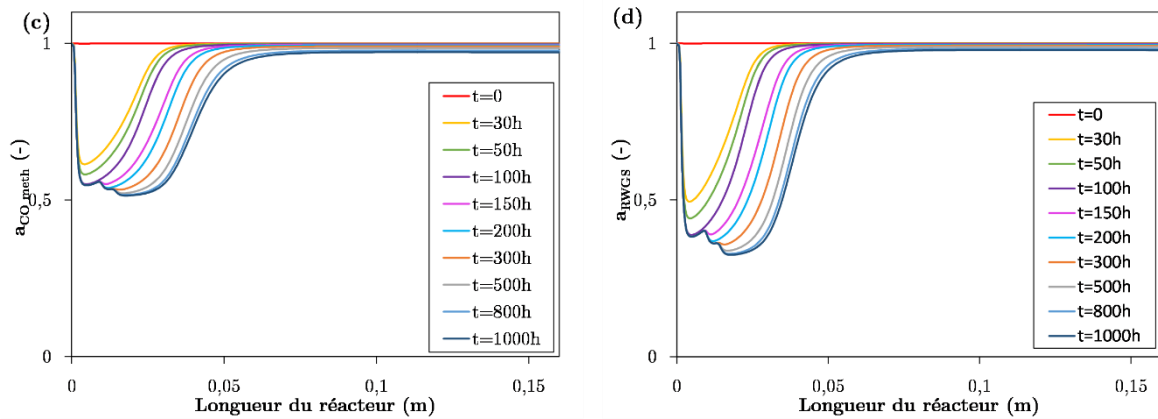 (c)
1
0,5
0
a_CO_meth (-)
t=0
t=30h
t=50h
t=100h
t=150h
t=200h
t=300h
t=500h
t=800h
t=1000h
0 0,05 0,1 0,15
Longueur du réacteur (m)
(d)
1
0,5
0
a_RWGS (-)
t=0
t=30h
t=50h
t=100h
t=150h
t=200h
t=300h
t=500h
t=800h
t=1000h
0 0,05 0,1 0,15
Longueur du réacteur (m)